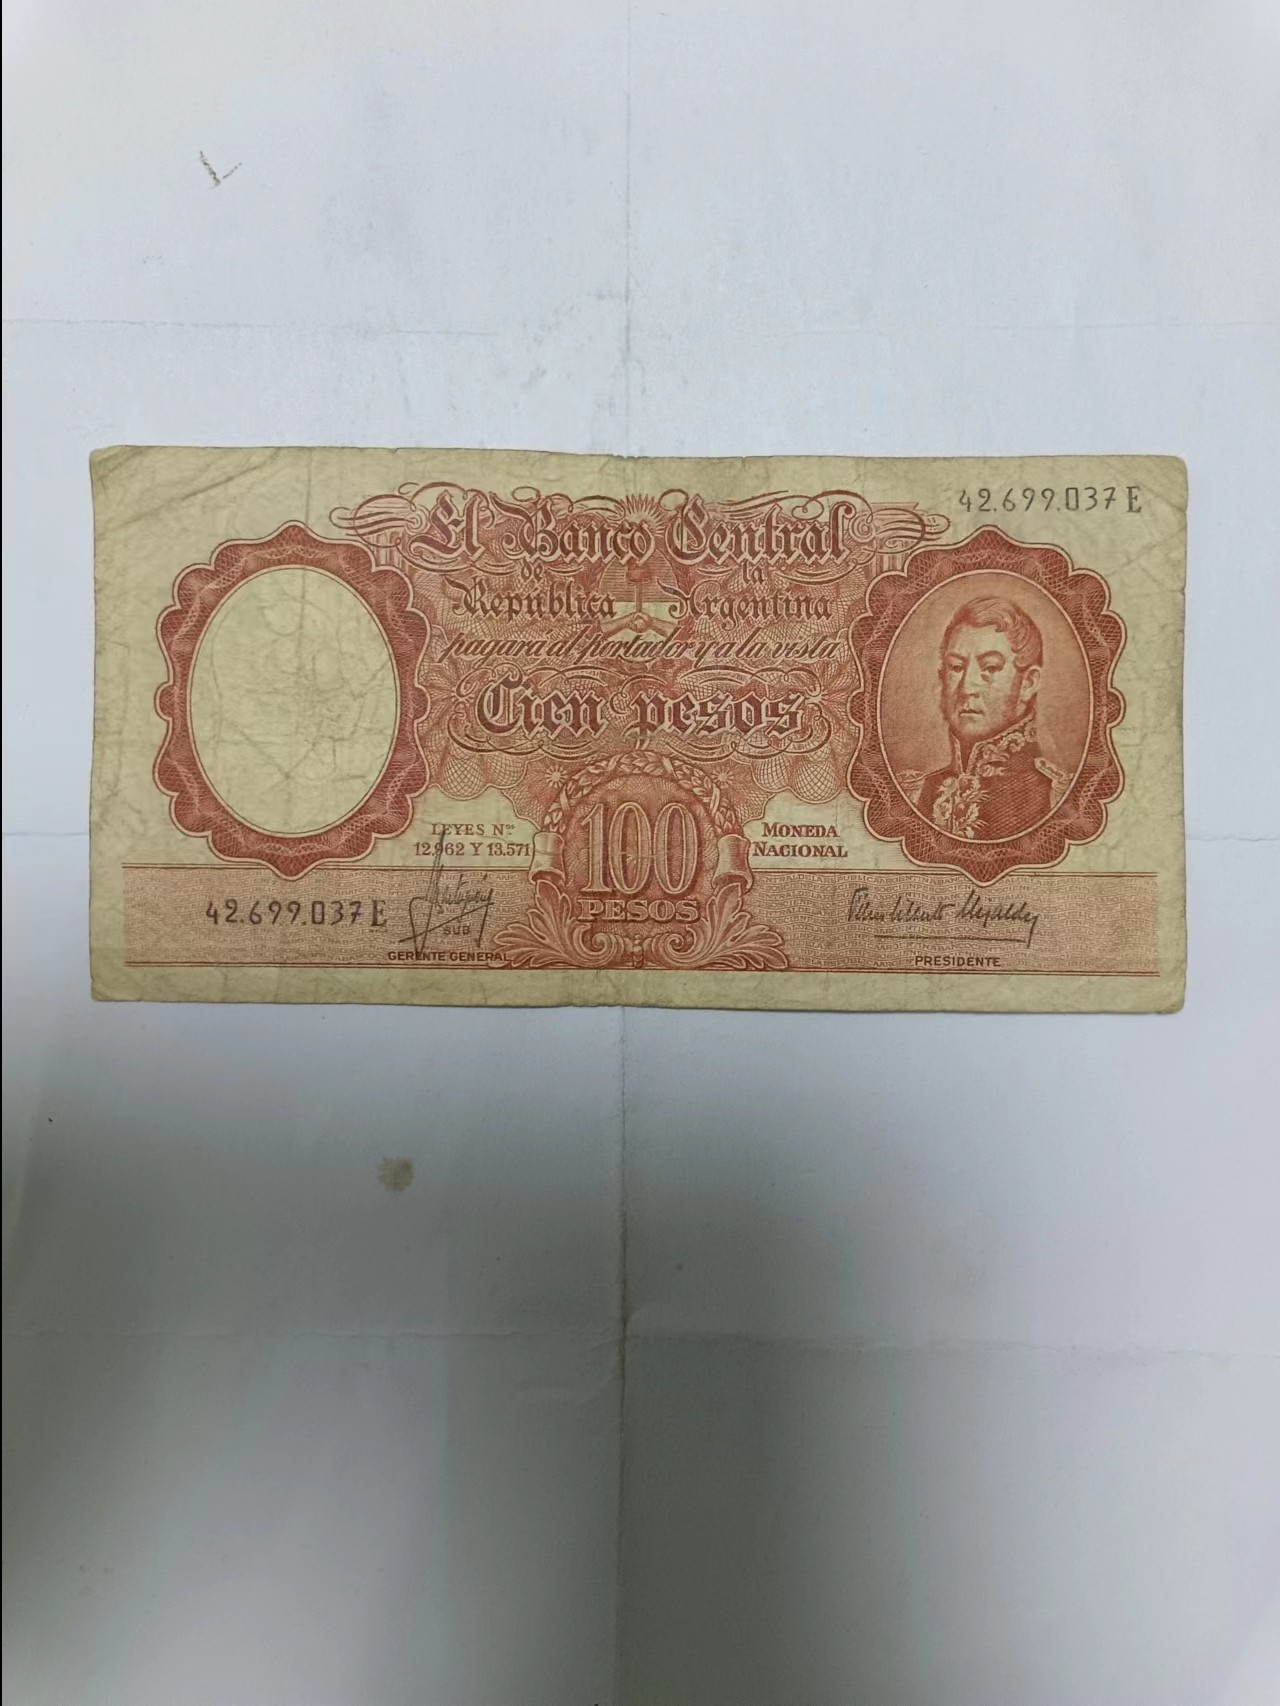 42.699.037 E
El Banco Central
de la
República Argentina
pagará al portador y a la vista
Cien pesos
LEYES Nos
12.962 Y 13.571
100
PESOS
MONEDA
NACIONAL
42.699.037 E
SUB
GERENTE GENERAL
PRESIDENTE